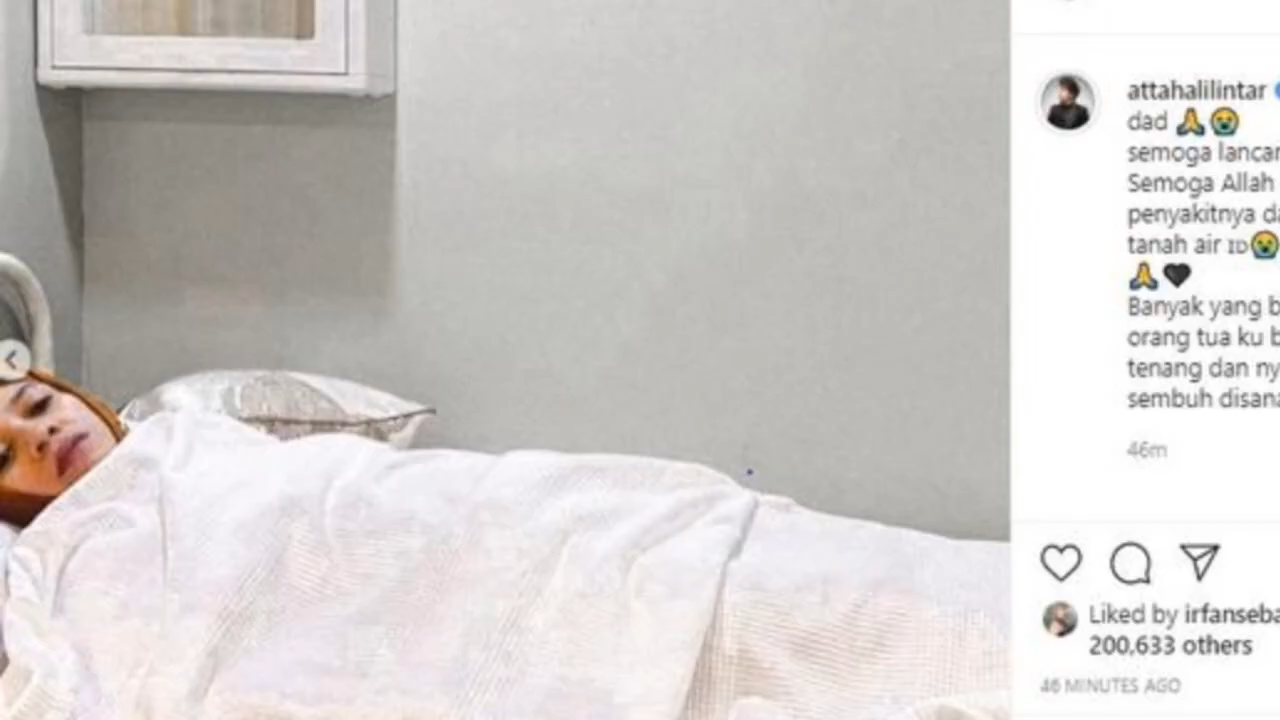 attahalilintar
dad 🙏😭
semoga lancar
Semoga Allah
penyakitnya da
tanah air ID😭
🙏🖤
Banyak yang b
orang tua ku b
tenang dan ny
sembuh disana
46m
Liked by irfanseba
200,633 others
46 MINUTES AGO